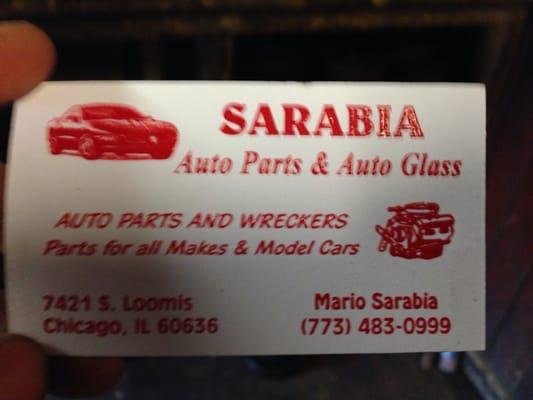 SARABIA
Auto Parts & Auto Glass
AUTO PARTS AND WRECKERS
Parts for all Makes & Model Cars
7421 S. Loomis
Chicago, IL 60636
Mario Sarabia
(773) 483-0999